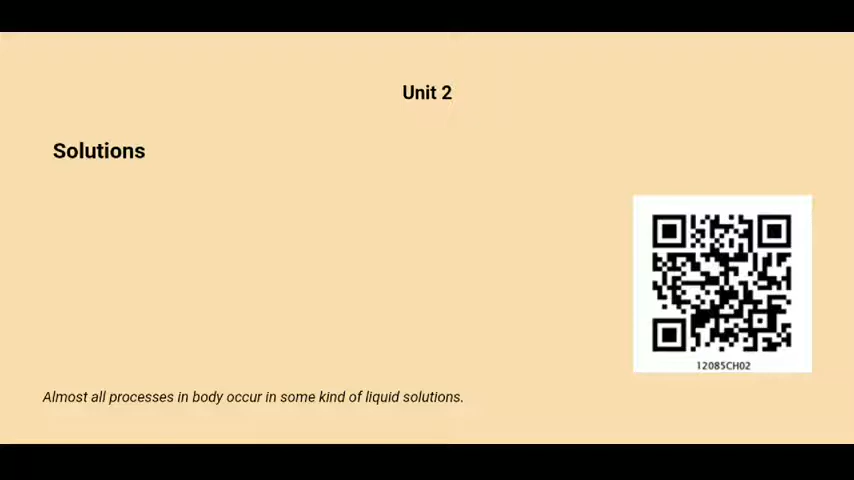 Unit 2
Solutions
12085CH02
Almost all processes in body occur in some kind of liquid solutions.